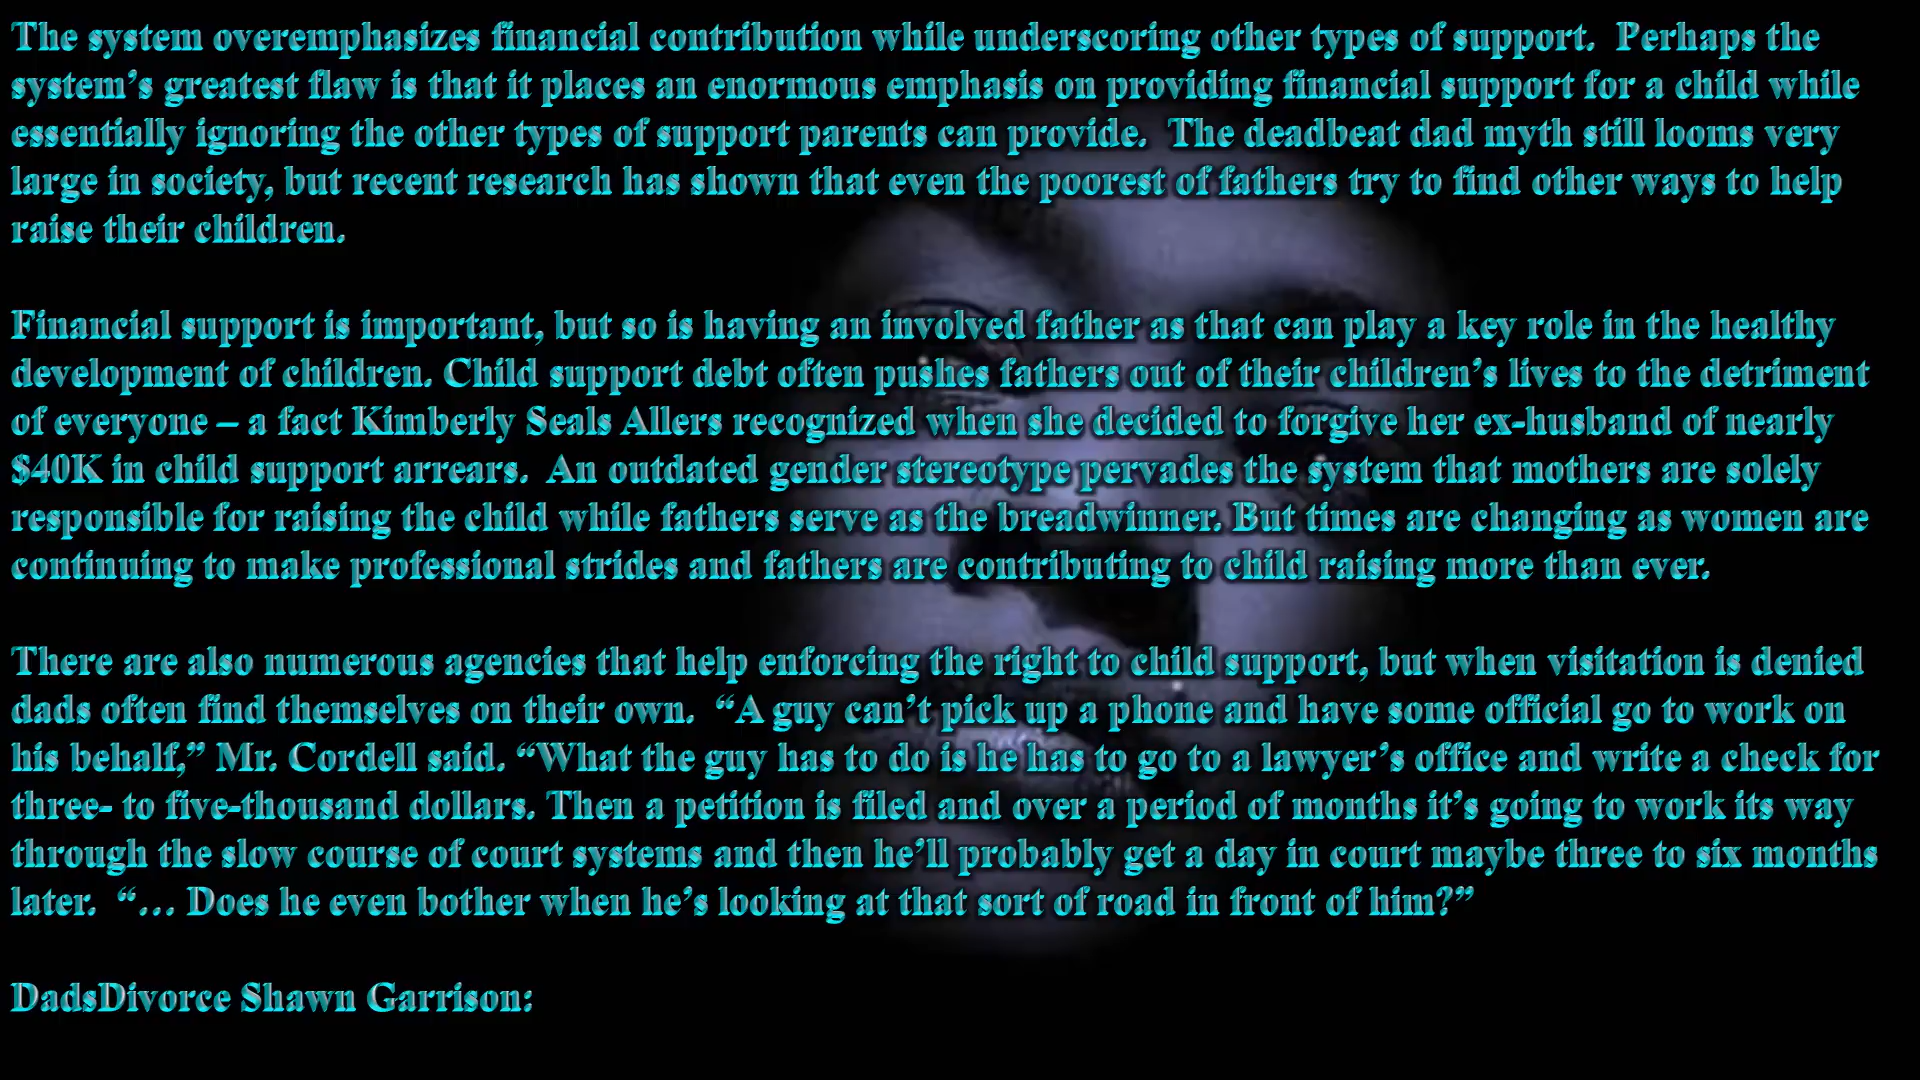 The system overemphasizes financial contribution while underscoring other types of support.  Perhaps the
system’s greatest flaw is that it places an enormous emphasis on providing financial support for a child while
essentially ignoring the other types of support parents can provide.  The deadbeat dad myth still looms very
large in society, but recent research has shown that even the poorest of fathers try to find other ways to help
raise their children.
Financial support is important, but so is having an involved father as that can play a key role in the healthy
development of children. Child support debt often pushes fathers out of their children’s lives to the detriment
of everyone – a fact Kimberly Seals Allers recognized when she decided to forgive her ex-husband of nearly
$40K in child support arrears.  An outdated gender stereotype pervades the system that mothers are solely
responsible for raising the child while fathers serve as the breadwinner. But times are changing as women are
continuing to make professional strides and fathers are contributing to child raising more than ever.
There are also numerous agencies that help enforcing the right to child support, but when visitation is denied
dads often find themselves on their own.  “A guy can’t pick up a phone and have some official go to work on
his behalf,” Mr. Cordell said. “What the guy has to do is he has to go to a lawyer’s office and write a check for
three- to five-thousand dollars. Then a petition is filed and over a period of months it’s going to work its way
through the slow course of court systems and then he’ll probably get a day in court maybe three to six months
later.  “… Does he even bother when he’s looking at that sort of road in front of him?”
DadsDivorce Shawn Garrison: